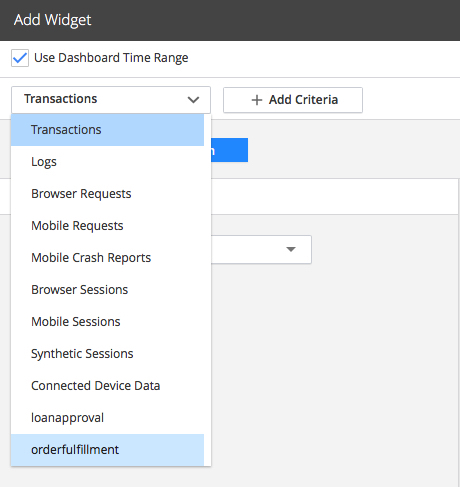 Add Widget
Use Dashboard Time Range
Transactions
+ Add Criteria
Transactions
Logs
Browser Requests
Mobile Requests
Mobile Crash Reports
Browser Sessions
Mobile Sessions
Synthetic Sessions
Connected Device Data
loanapproval
orderfulfillment